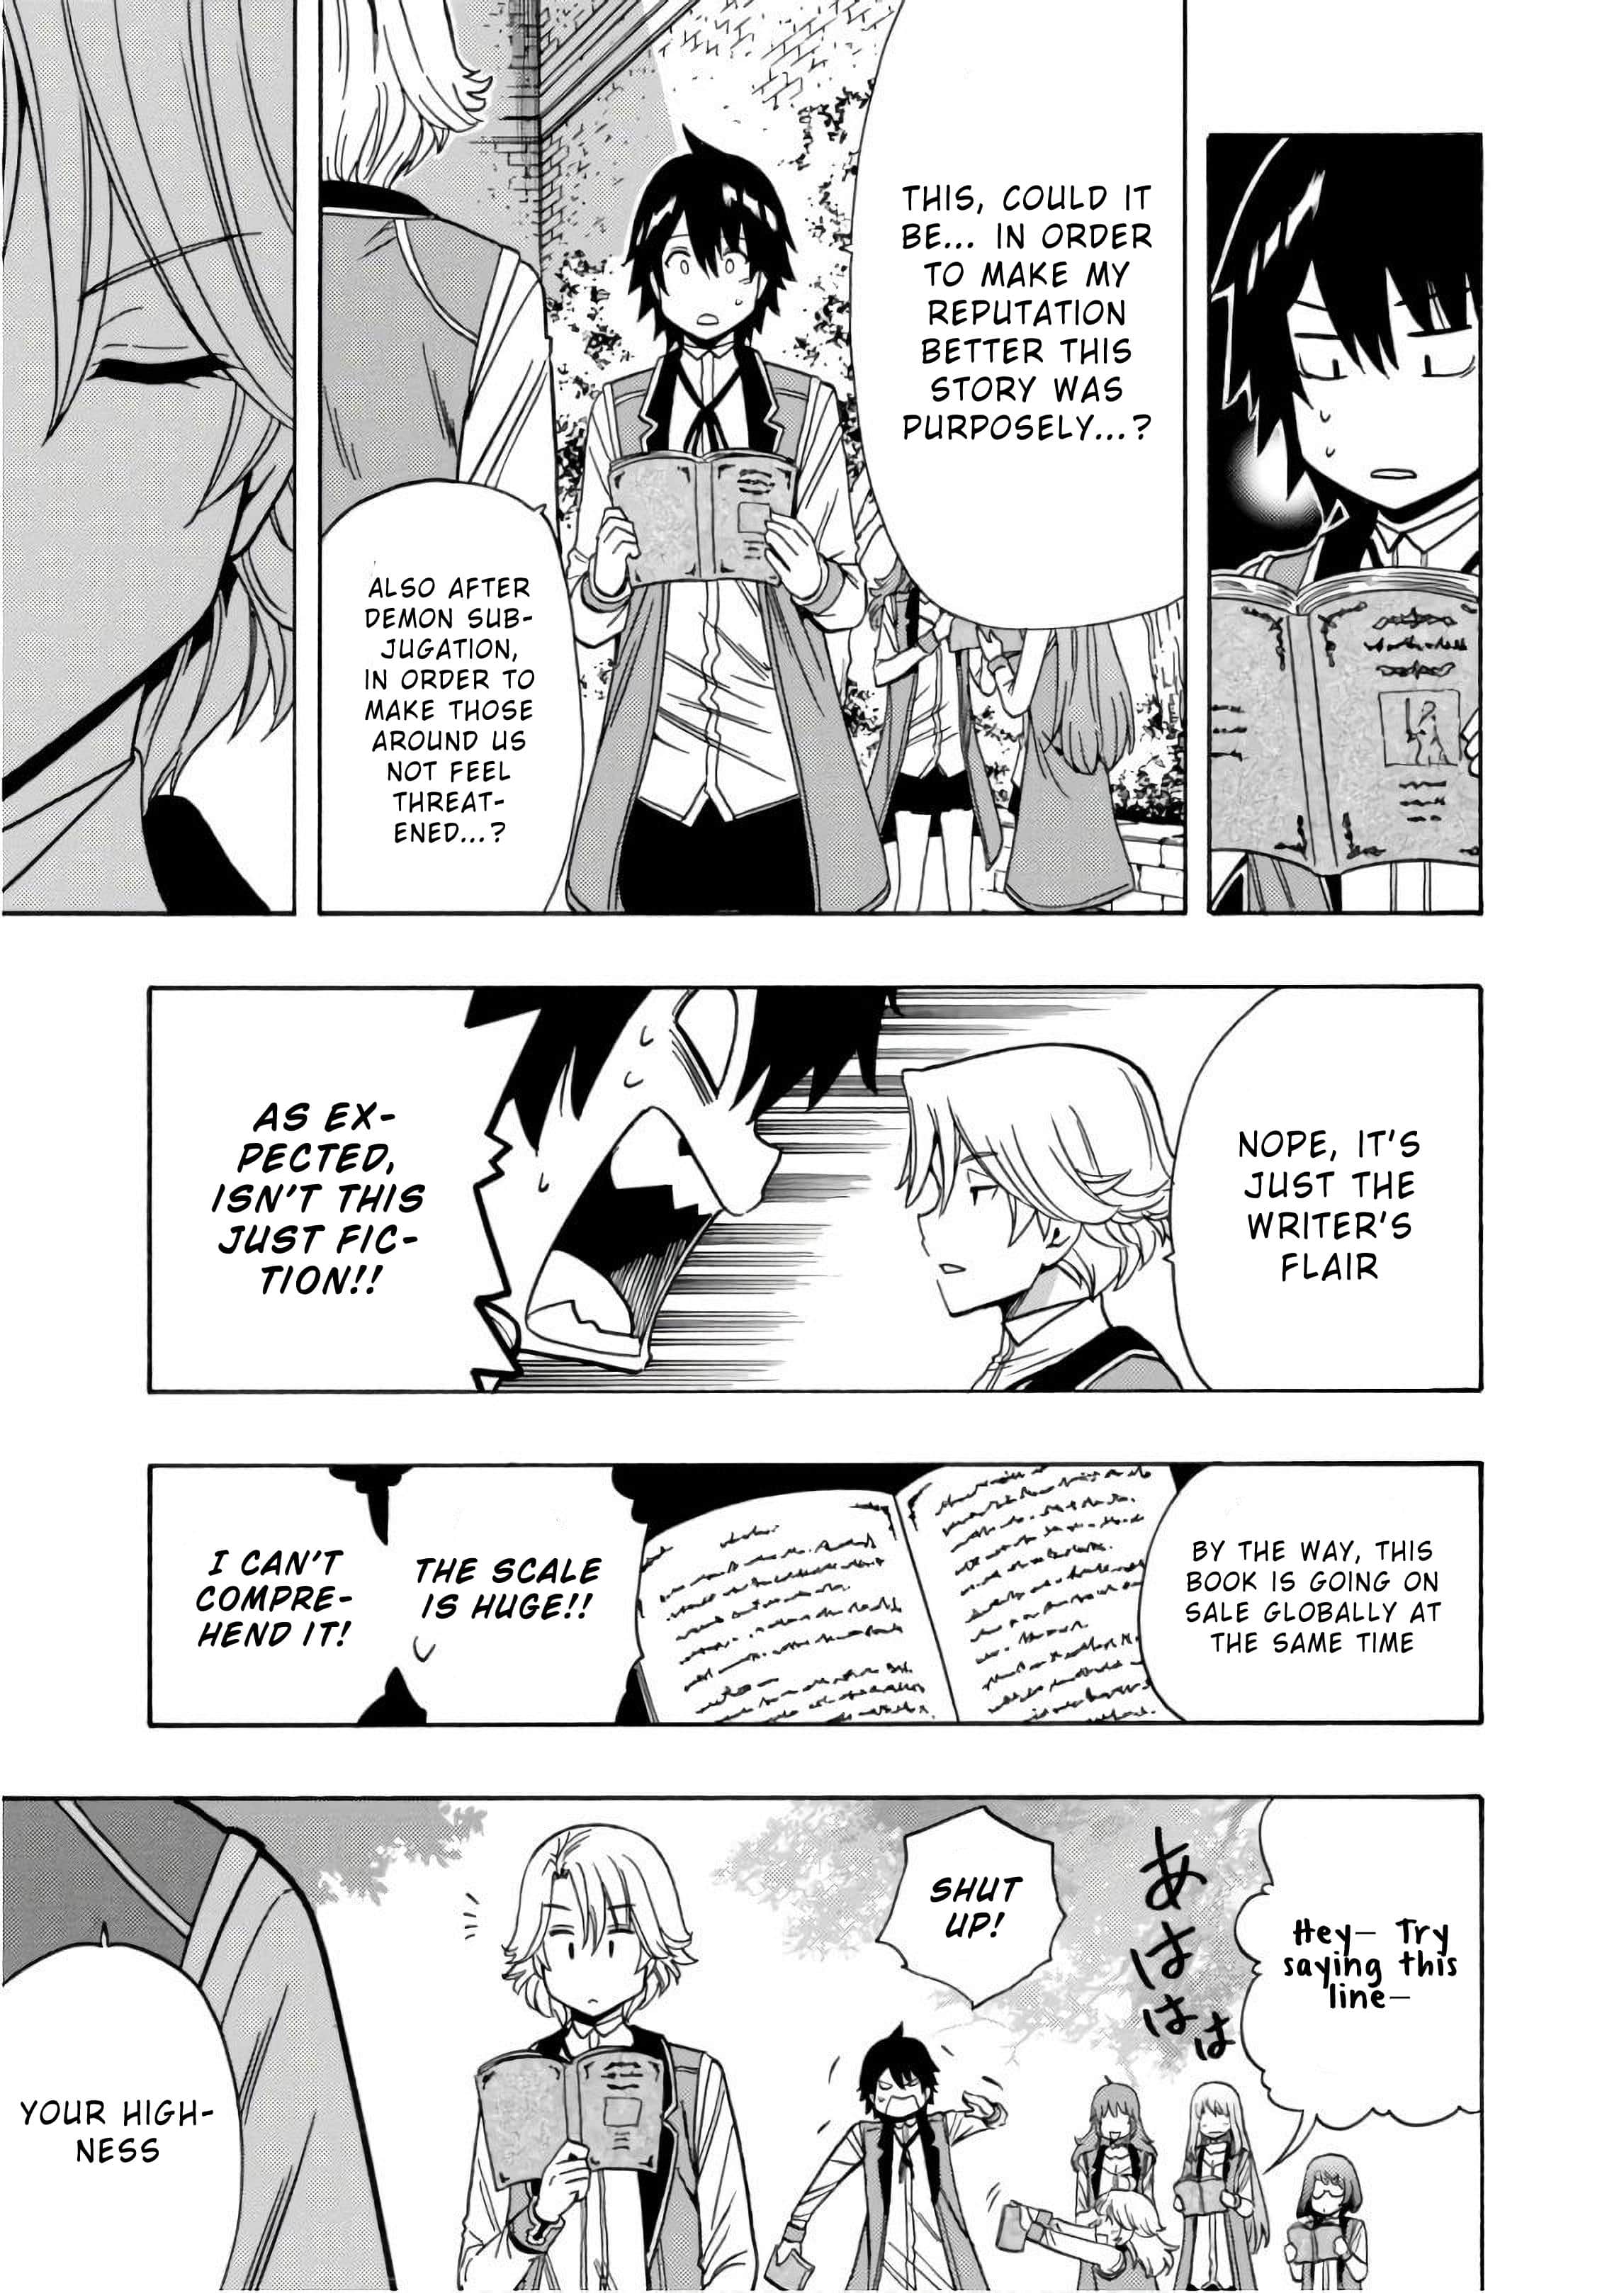 THIS, COULD IT
BE... IN ORDER
TO MAKE MY
REPUTATION
BETTER THIS
STORY WAS
PURPOSELY...?
ALSO AFTER
DEMON SUB-
JUGATION,
IN ORDER TO
MAKE THOSE
AROUND US
NOT FEEL
THREAT-
ENED...?
NOPE, IT'S
JUST THE
WRITER'S
FLAIR
AS EX-
PECTED,
ISN'T THIS
JUST FIC-
TION!!
BY THE WAY, THIS
BOOK IS GOING ON
SALE GLOBALLY AT
THE SAME TIME
THE SCALE
IS HUGE!!
I CAN'T
COMPRE-
HEND IT!
Hey– Try
saying this
line–
あははは
SHUT
UP!
YOUR HIGH-
NESS